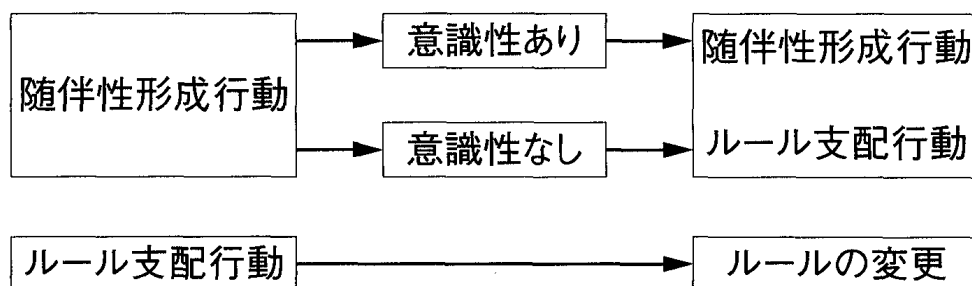 随伴性形成行動
意識性あり
随伴性形成行動
意識性なし
ルール支配行動
ルール支配行動
ルールの変更